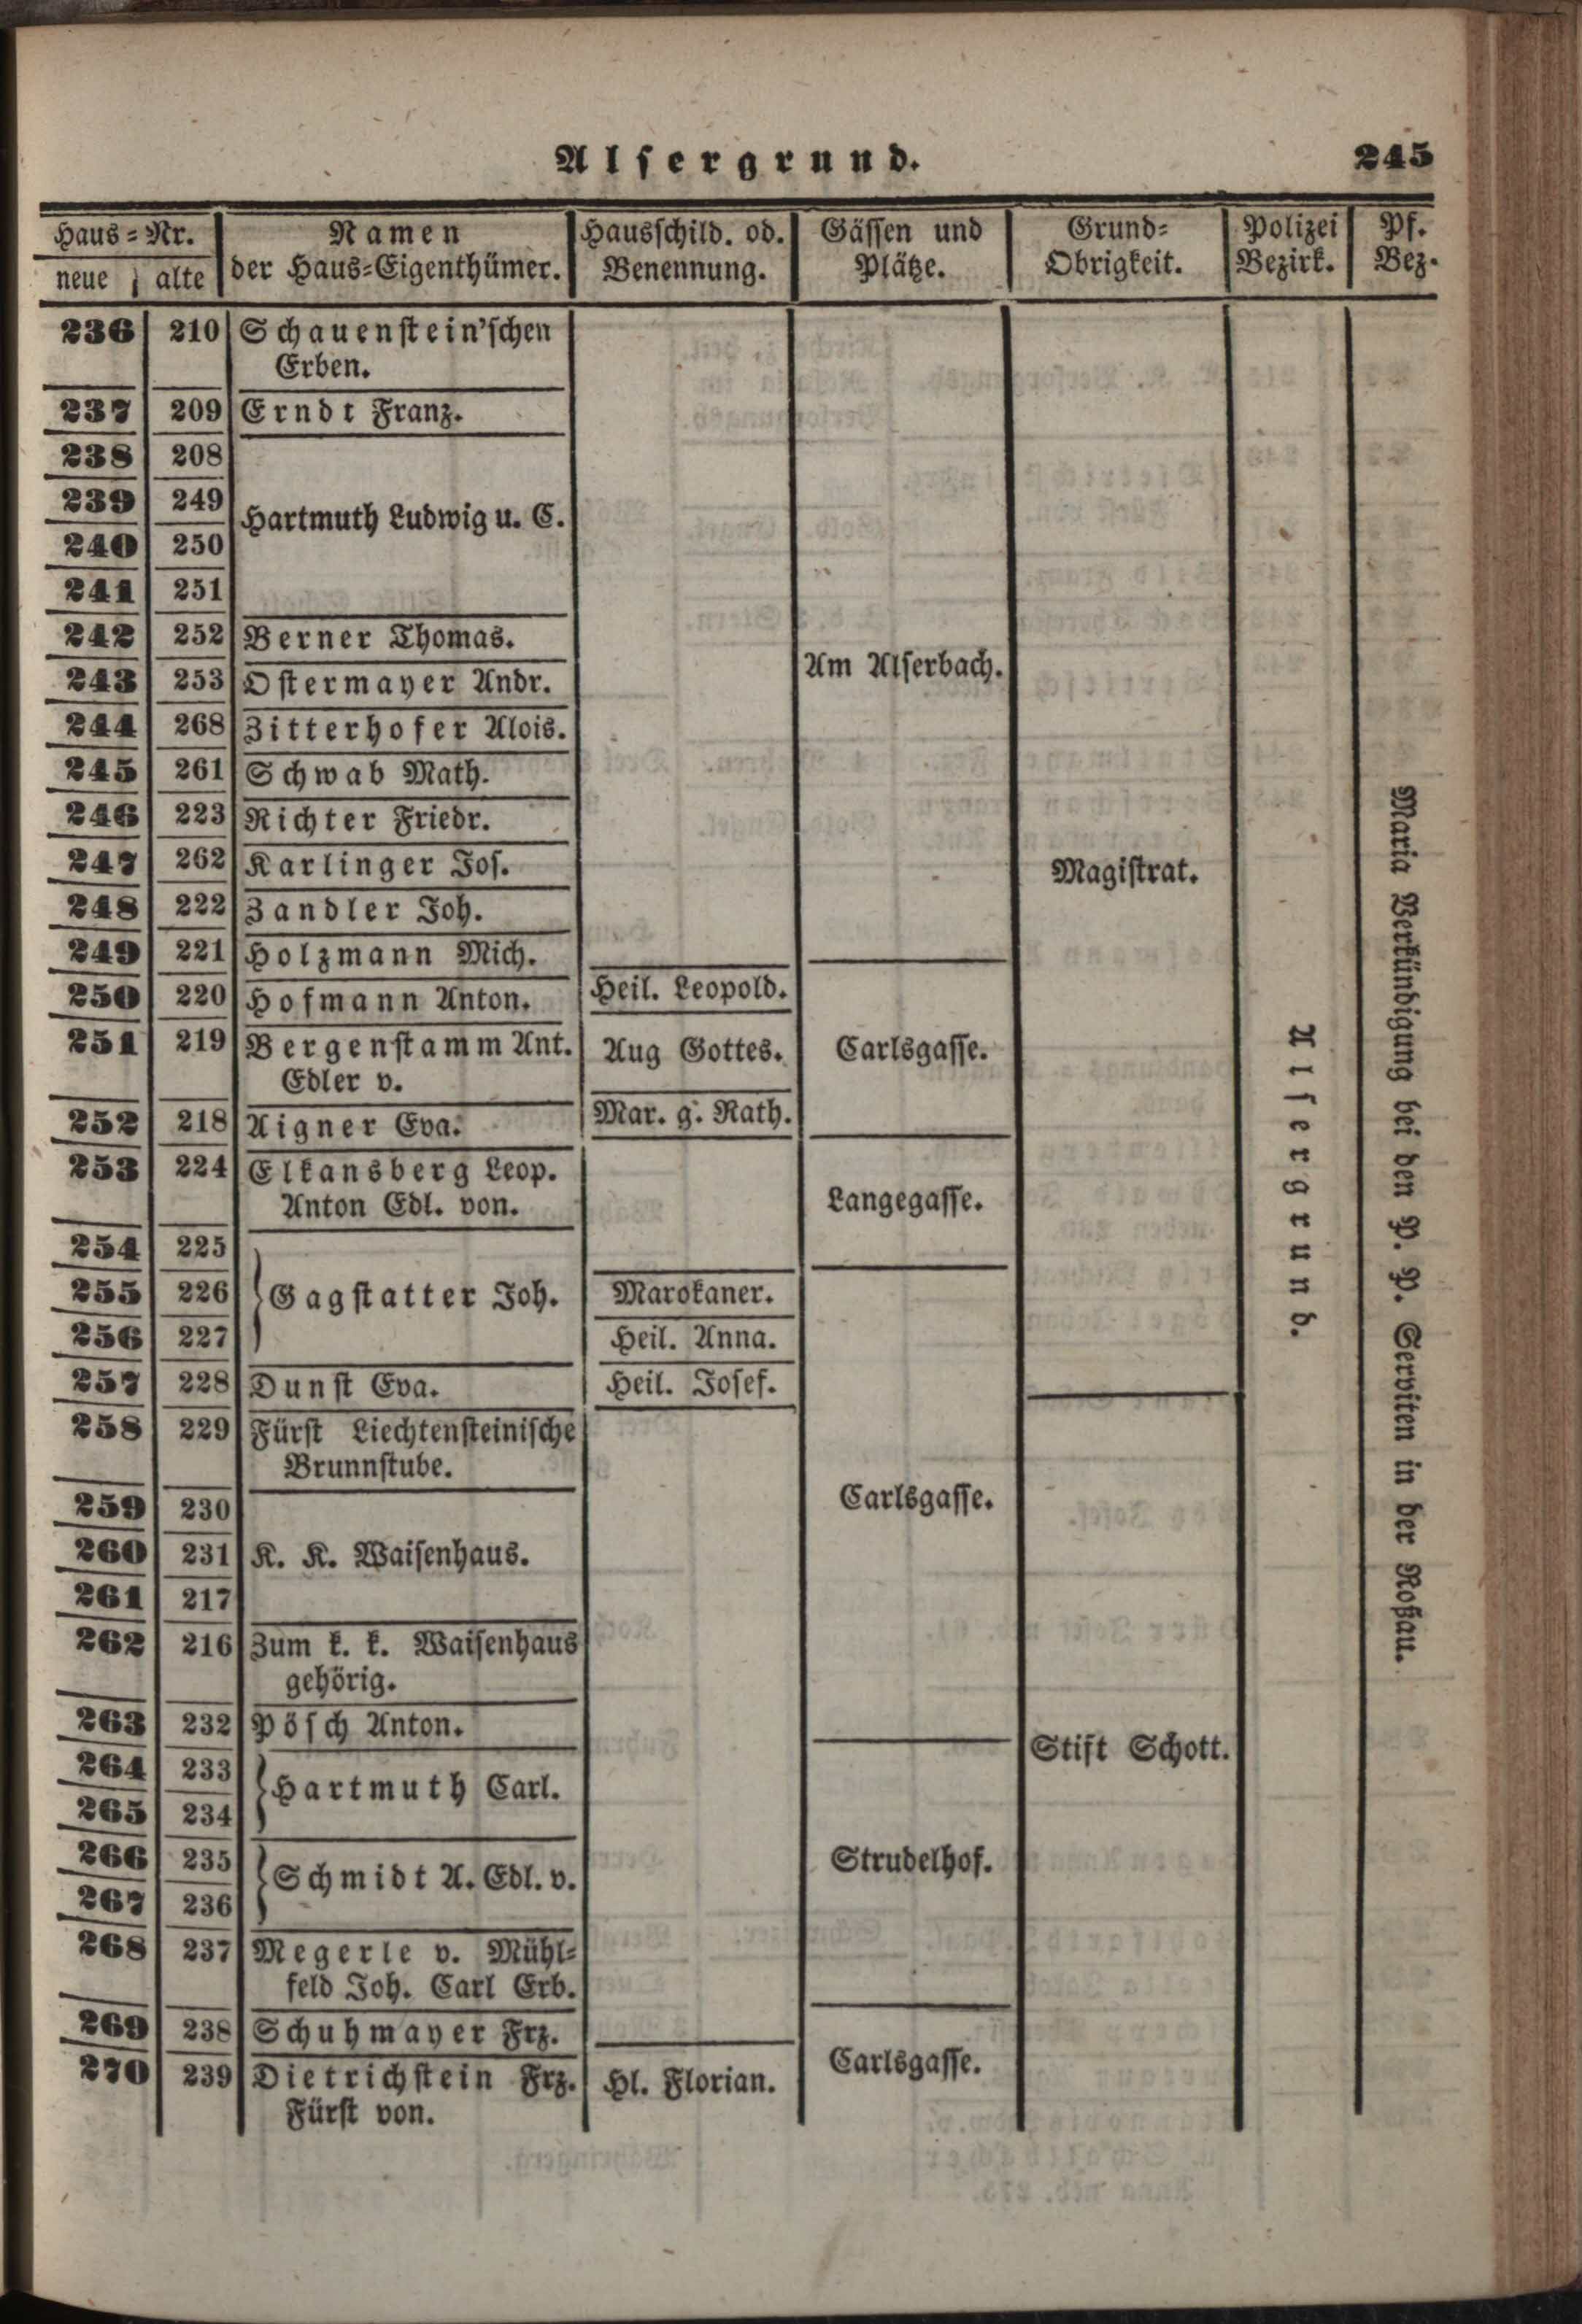 Alsergrund. 245
Haus-Nr. Namen Hausschild. od. Gässen und Grund- Polizei Pf.
neue alte der Haus-Eigenthümer. Benennung. Plätze. Obrigkeit. Bezirk. Bez.
236 210 Schauenstein'schen
Erben.
237 209 Erndt Franz.
238 208
239 249
Hartmuth Ludwig u. C.
240 250
241 251
242 252 Berner Thomas.
Am Alserbach.
243 253 Ostermayer Andr.
244 268 Zitterhofer Alois.
245 261 Schwab Math.
246 223 Richter Friedr.
247 262 Karlinger Jos.
Magistrat.
248 222 Zandler Joh.
249 221 Holzmann Mich.
250 220 Hofmann Anton. Heil. Leopold.
251 219 Bergenstamm Ant. Aug Gottes. Carlsgasse.
Edler v.
252 218 Aigner Eva. Mar. g. Rath.
253 224 Elkansberg Leop.
Anton Edl. von. Langegasse.
254 225
255 226 Gagstatter Joh. Marokaner.
256 227 Heil. Anna.
257 228 Dunst Eva. Heil. Josef.
258 229 Fürst Liechtensteinische
Brunnstube.
259 230 Carlsgasse.
260 231 K. K. Waisenhaus.
261 217
262 216 Zum k. k. Waisenhaus
gehörig.
263 232 Pösch Anton.
Stift Schott.
264 233
Hartmuth Carl.
265 234
266 235 Strudelhof.
Schmidt A. Edl. v.
267 236
268 237 Megerle v. Mühl-
feld Joh. Carl Erb.
269 238 Schuhmayer Frz.
Carlsgasse.
270 239 Dietrichstein Frz. Hl. Florian.
Fürst von.
Alsergrund.
Maria Verkündigung bei den P. P. Serviten in der Roßau.